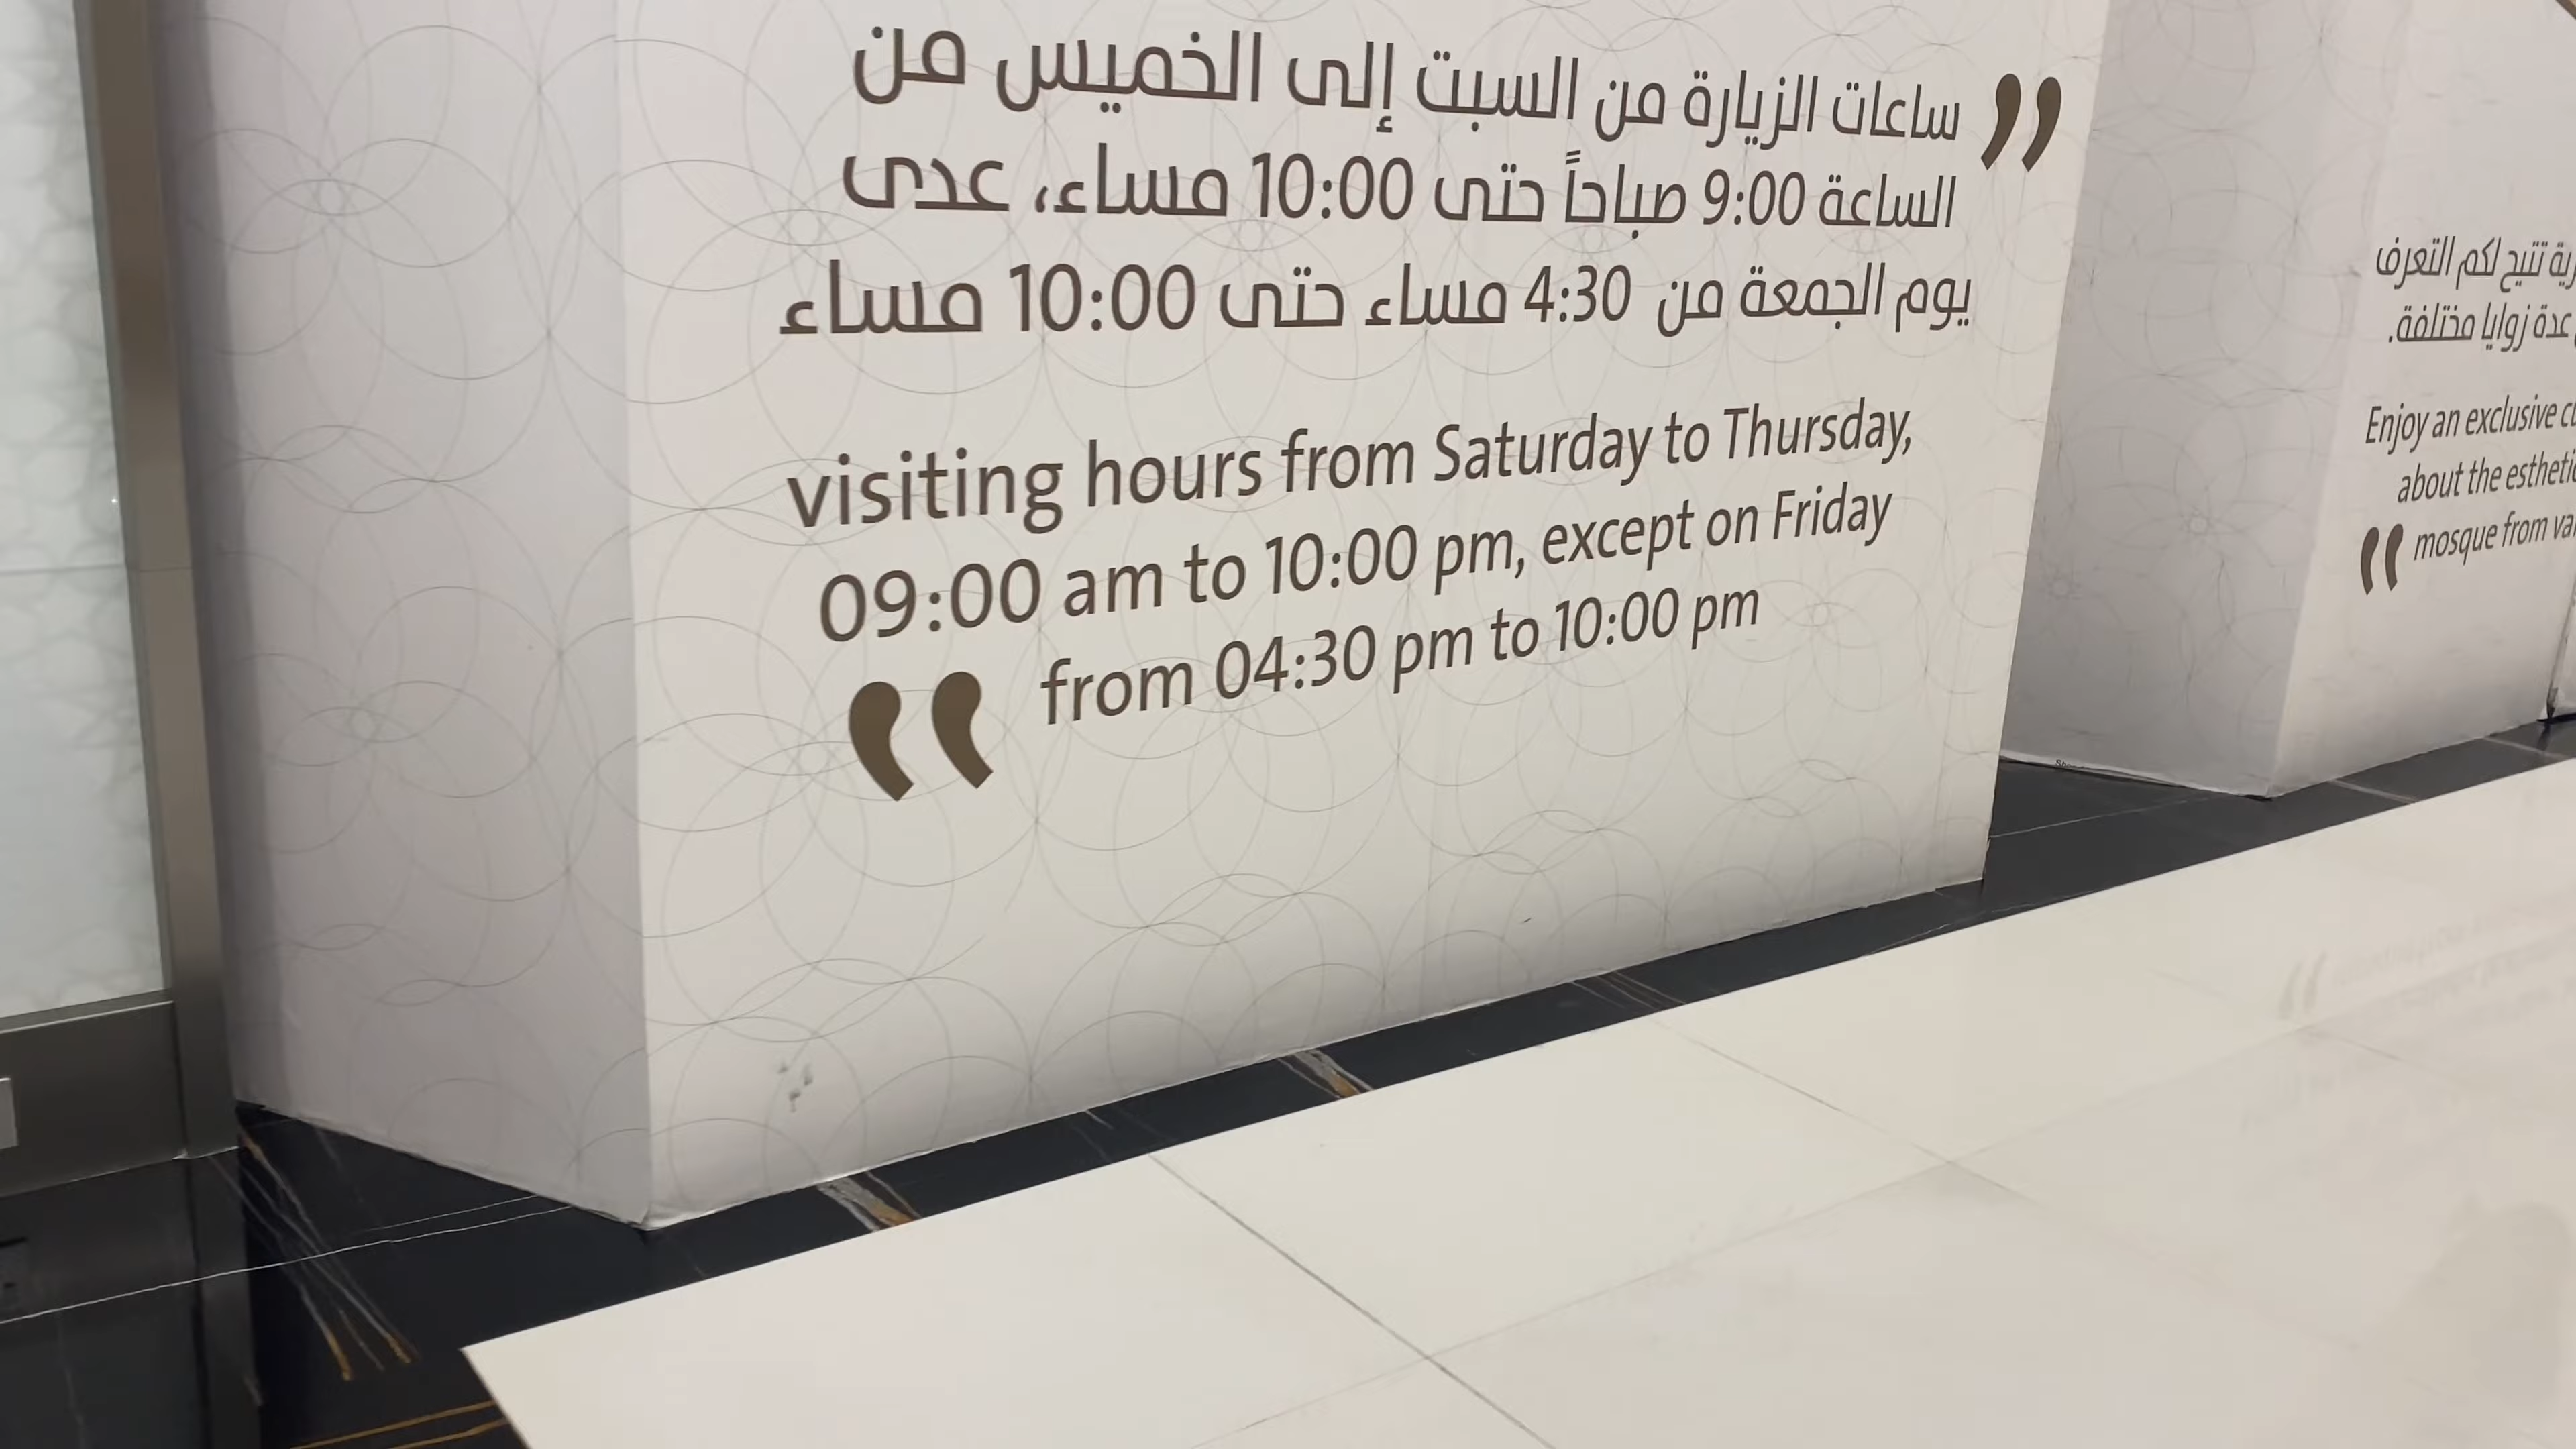 ساعات الزيارة من السبت إلى الخميس من
الساعة 9:00 صباحاً حتى 10:00 مساء، عدى
يوم الجمعة من 4:30 مساء حتى 10:00 مساء
visiting hours from Saturday to Thursday,
09:00 am to 10:00 pm, except on Friday
from 04:30 pm to 10:00 pm
تتيح لكم التعرف
عدة زوايا مختلفة.
Enjoy an exclusive
about the
mosque from